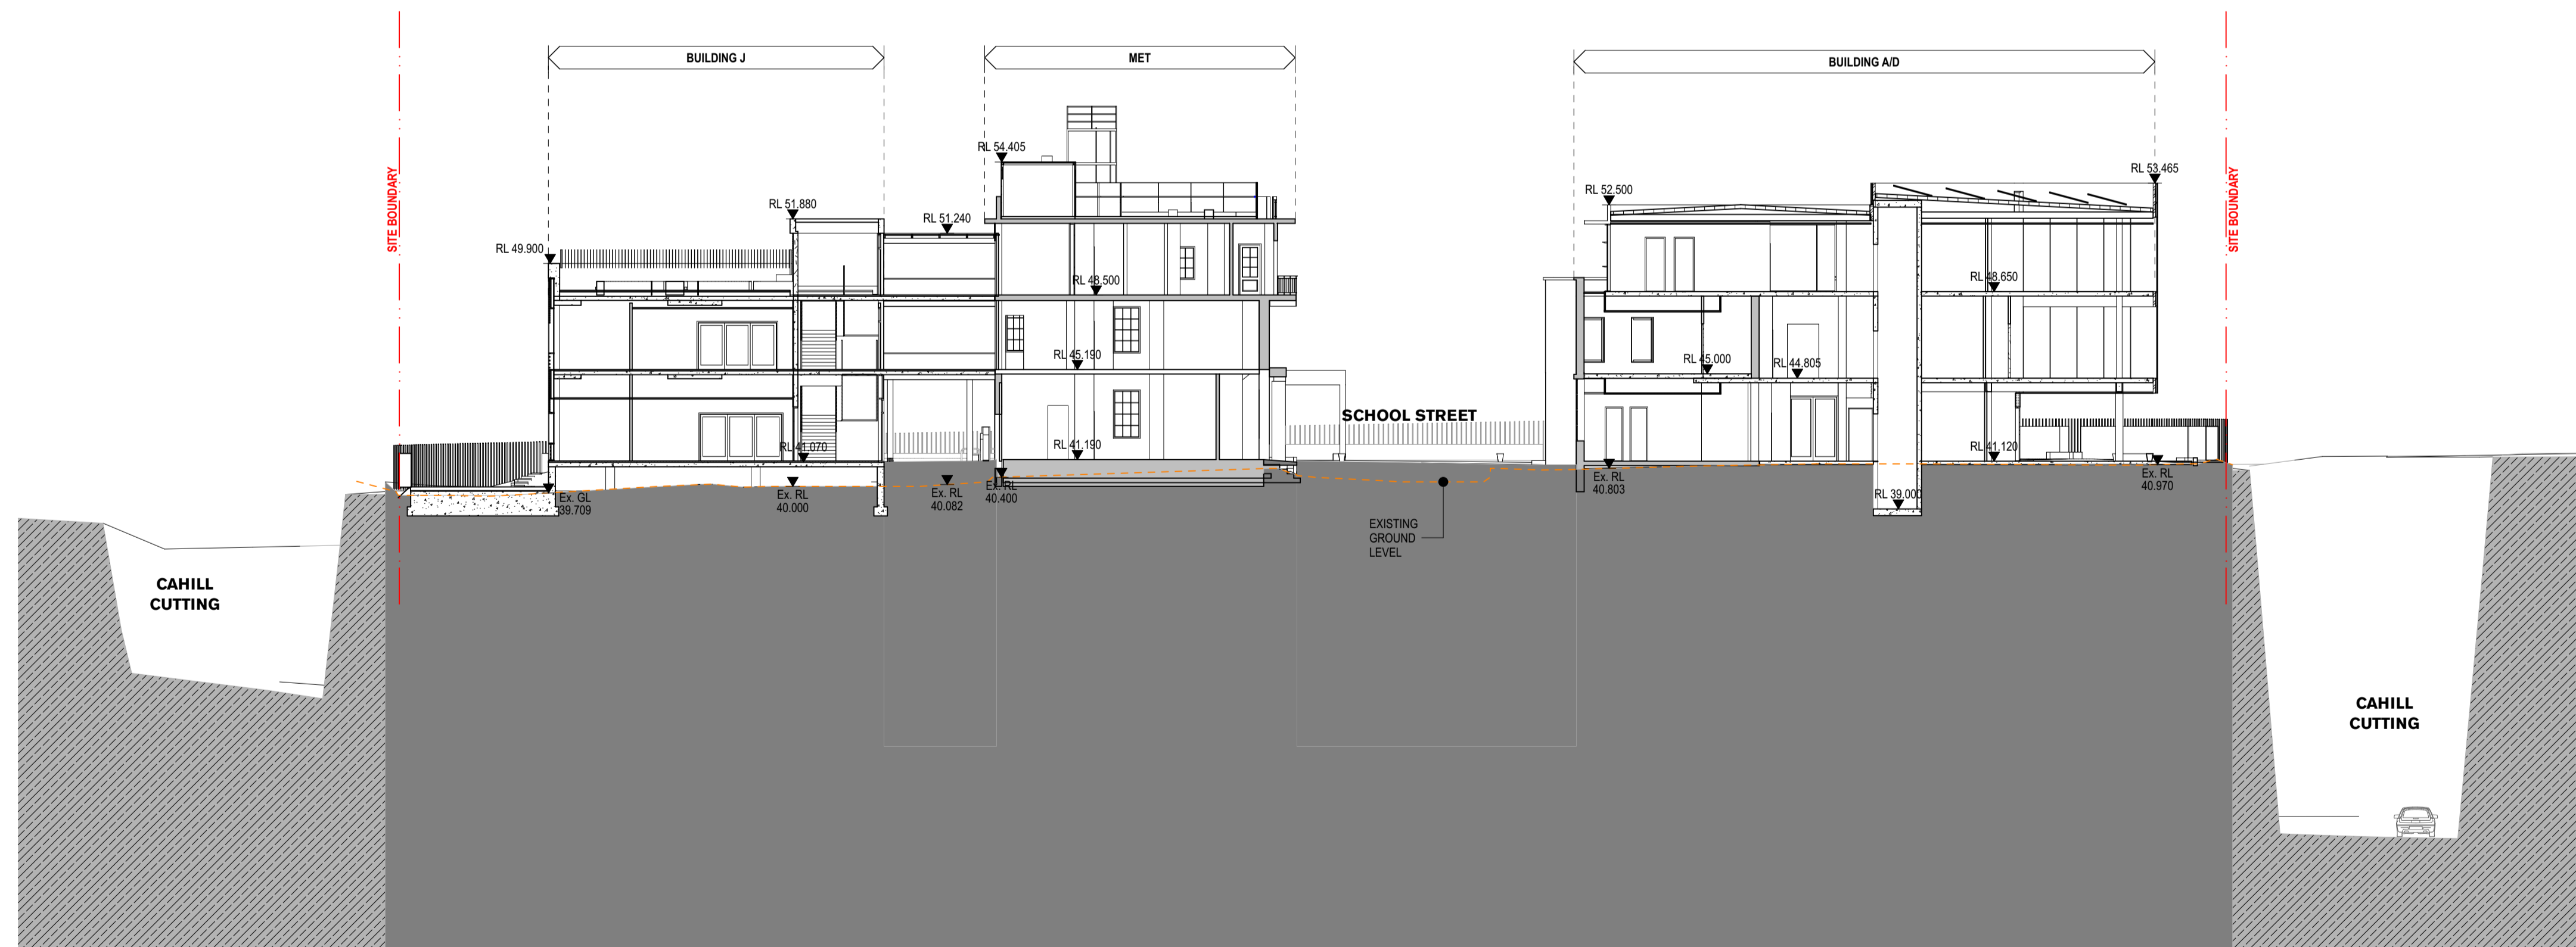 BUILDING J
MET
BUILDING A/D
SITE BOUNDARY
SITE BOUNDARY
RL 54.405
RL 53.465
RL 52.500
RL 51.880
RL 51.240
RL 49.900
RL 48.500
RL 48.650
RL 45.190
RL 45.000
RL 44.805
SCHOOL STREET
RL 41.070
RL 41.190
RL 41.120
Ex. GL
39.709
Ex. RL
40.000
Ex. RL
40.082
Ex. RL
40.400
Ex. RL
40.803
RL 39.000
Ex. RL
40.970
EXISTING
GROUND
LEVEL
CAHILL
CUTTING
CAHILL
CUTTING